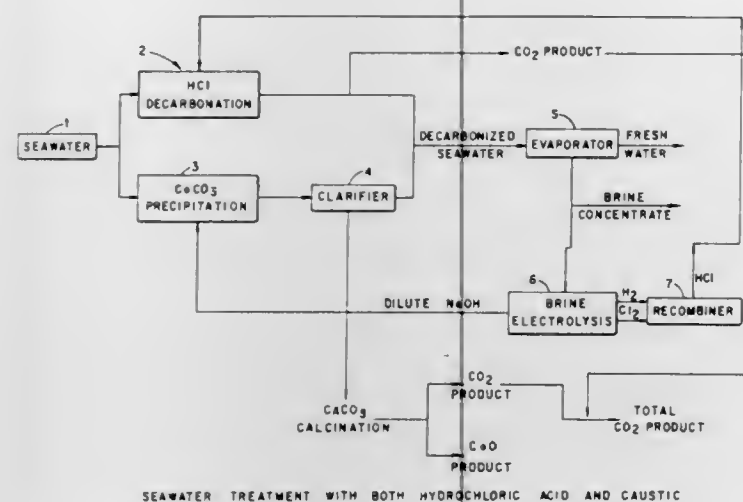 2
HCl
DECARBONATION
CO2 PRODUCT
1
SEAWATER
3
CaCO3
PRECIPITATION
4
CLARIFIER
DECARBONIZED
SEAWATER
5
EVAPORATOR
FRESH
WATER
BRINE
CONCENTRATE
DILUTE NaOH
6
BRINE
ELECTROLYSIS
H2
Cl2
7
RECOMBINER
HCl
CaCO3
CALCINATION
CO2
PRODUCT
CaO
PRODUCT
TOTAL
CO2 PRODUCT
SEAWATER TREATMENT WITH BOTH HYDROCHLORIC ACID AND CAUSTIC